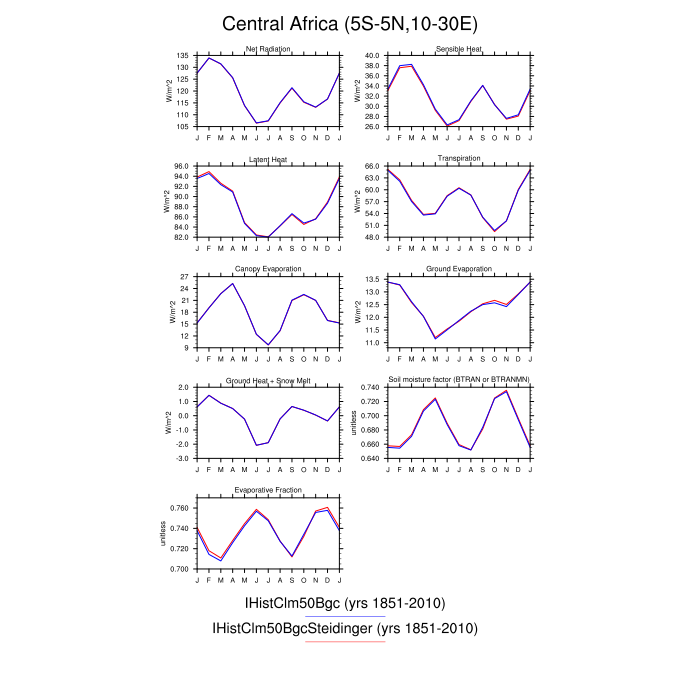 Central Africa (5S-5N,10-30E)
Net Radiation
W/m^2
135
130
125
120
115
110
105
J F M A M J J A S O N D J
Sensible Heat
W/m^2
40.0
38.0
36.0
34.0
32.0
30.0
28.0
26.0
J F M A M J J A S O N D J
Latent Heat
W/m^2
96.0
94.0
92.0
90.0
88.0
86.0
84.0
82.0
J F M A M J J A S O N D J
Transpiration
W/m^2
66.0
63.0
60.0
57.0
54.0
51.0
48.0
J F M A M J J A S O N D J
Canopy Evaporation
W/m^2
27
24
21
18
15
12
9
J F M A M J J A S O N D J
Ground Evaporation
W/m^2
13.5
13.0
12.5
12.0
11.5
11.0
J F M A M J J A S O N D J
Ground Heat + Snow Melt
W/m^2
2.0
1.0
0.0
-1.0
-2.0
-3.0
J F M A M J J A S O N D J
Soil moisture factor (BTRAN or BTRANMN)
unitless
0.740
0.720
0.700
0.680
0.660
0.640
J F M A M J J A S O N D J
Evaporative Fraction
unitless
0.760
0.740
0.720
0.700
J F M A M J J A S O N D J
IHistClm50Bgc (yrs 1851-2010)
IHistClm50BgcSteidinger (yrs 1851-2010)